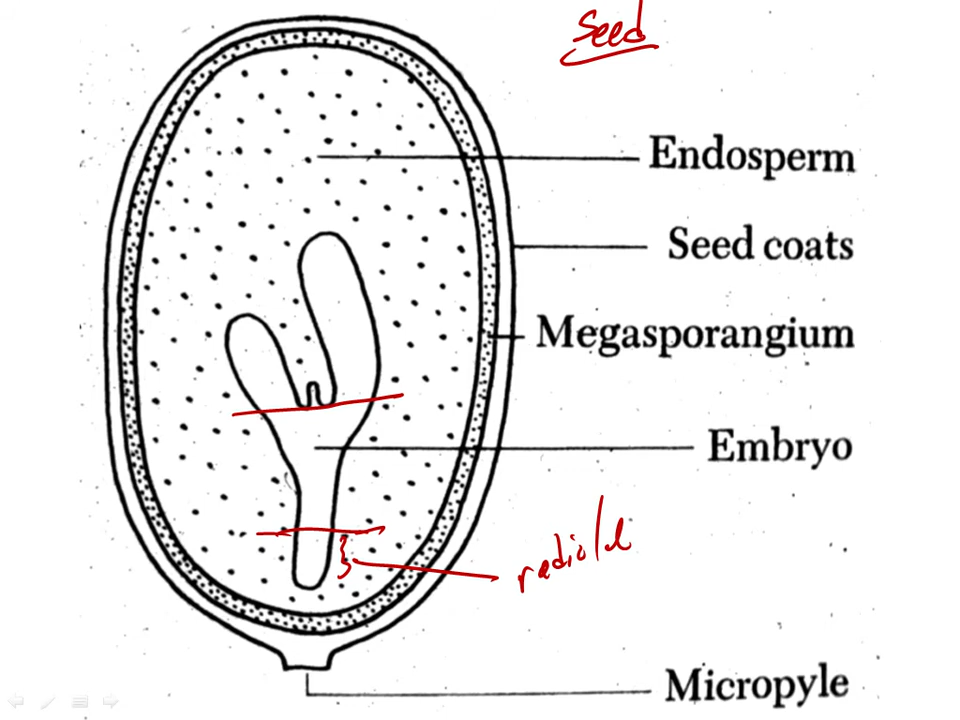 Seed
Endosperm
Seed coats
Megasporangium
Embryo
radicle
Micropyle